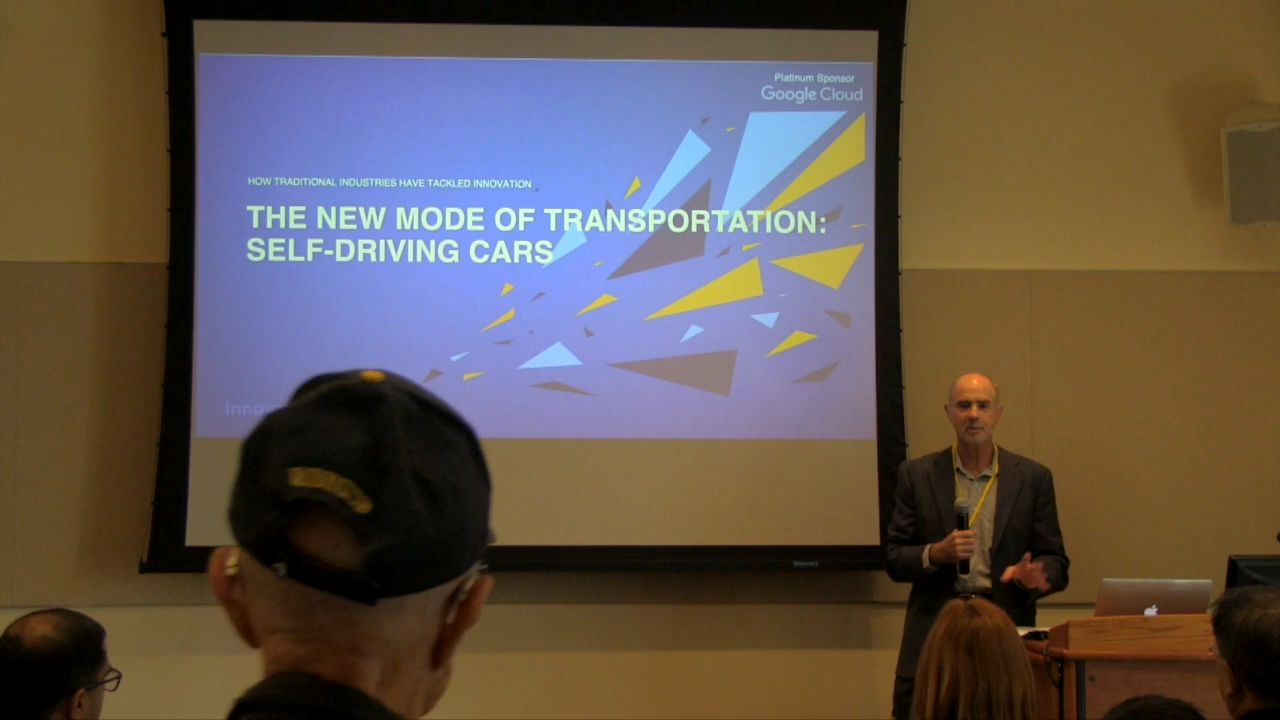 Platinum Sponsor
Google Cloud
HOW TRADITIONAL INDUSTRIES HAVE TACKLED INNOVATION
THE NEW MODE OF TRANSPORTATION:
SELF-DRIVING CARS